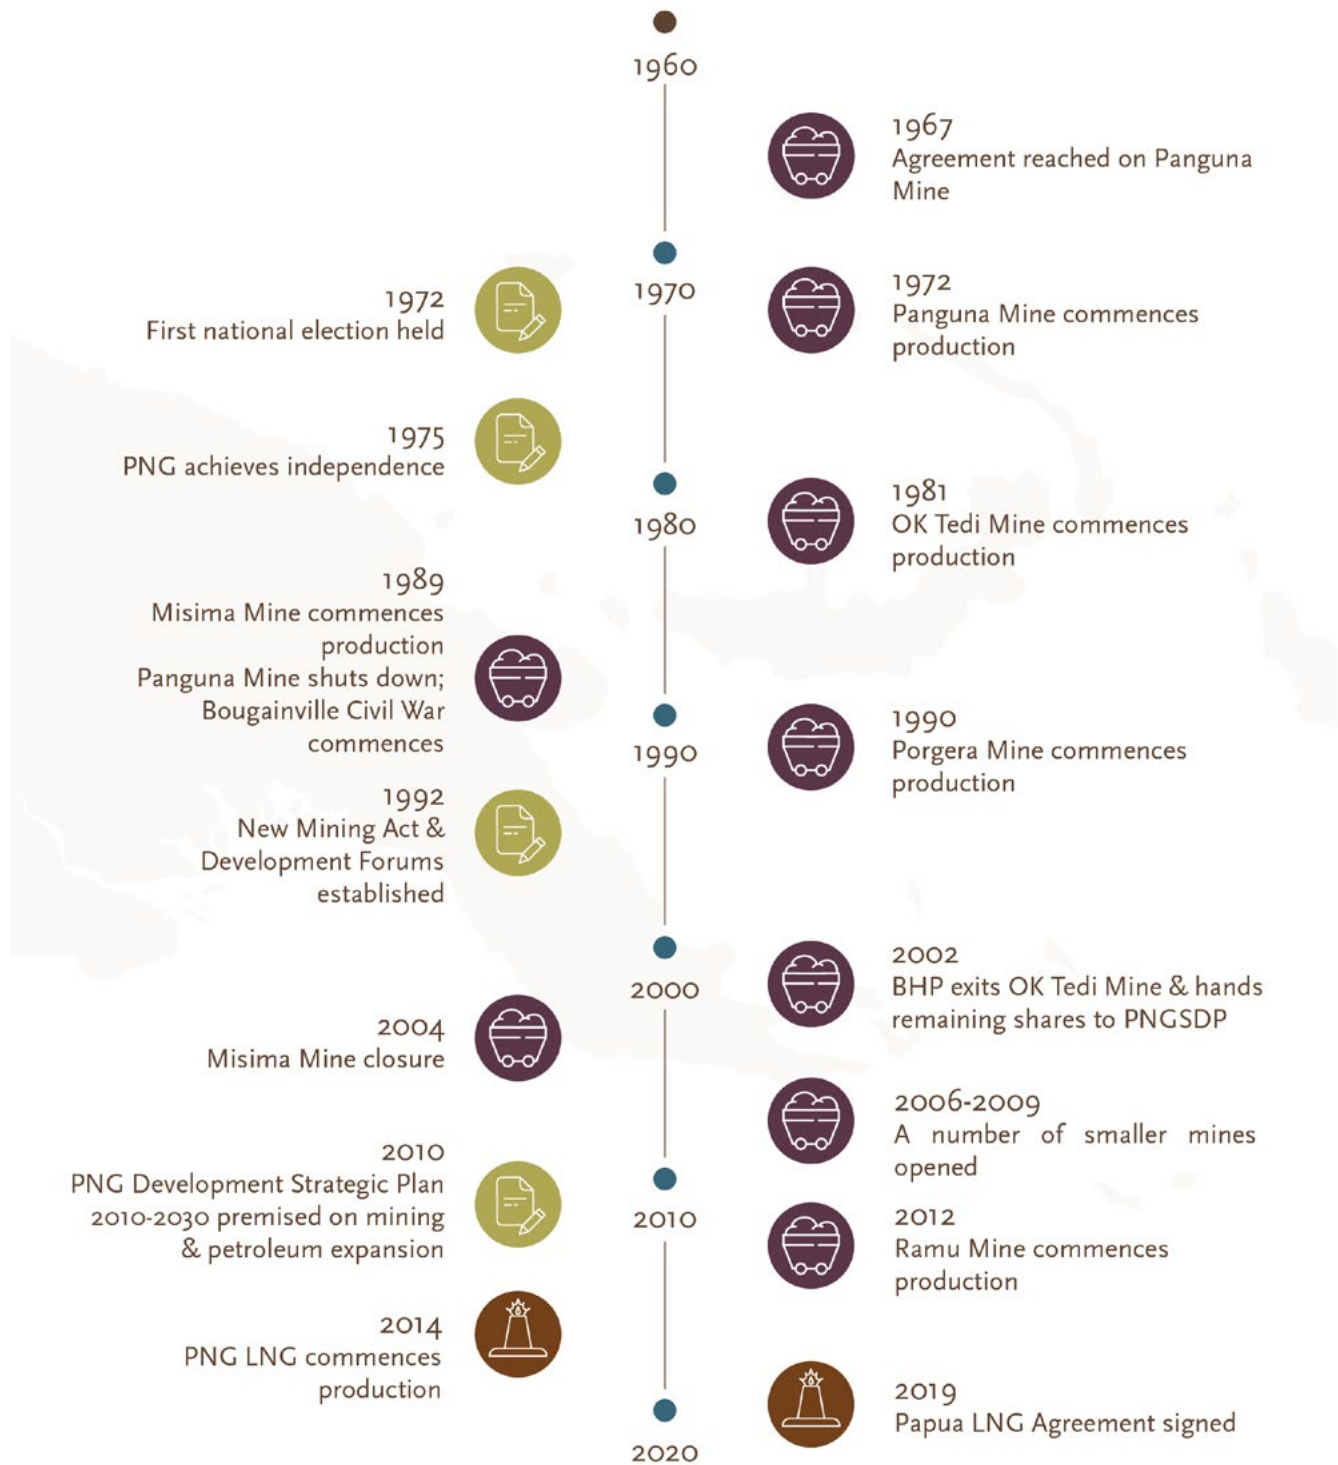 1960
1967
Agreement reached on Panguna
Mine
1970
1972
First national election held
1972
Panguna Mine commences
production
1975
PNG achieves independence
1980
1981
OK Tedi Mine commences
production
1989
Misima Mine commences
production
Panguna Mine shuts down;
Bougainville Civil War
commences
1990
1990
Porgera Mine commences
production
1992
New Mining Act &
Development Forums
established
2000
2002
BHP exits OK Tedi Mine & hands
remaining shares to PNGSDP
2004
Misima Mine closure
2006-2009
A number of smaller mines
opened
2010
PNG Development Strategic Plan
2010-2030 premised on mining
& petroleum expansion
2010
2012
Ramu Mine commences
production
2014
PNG LNG commences
production
2019
Papua LNG Agreement signed
2020